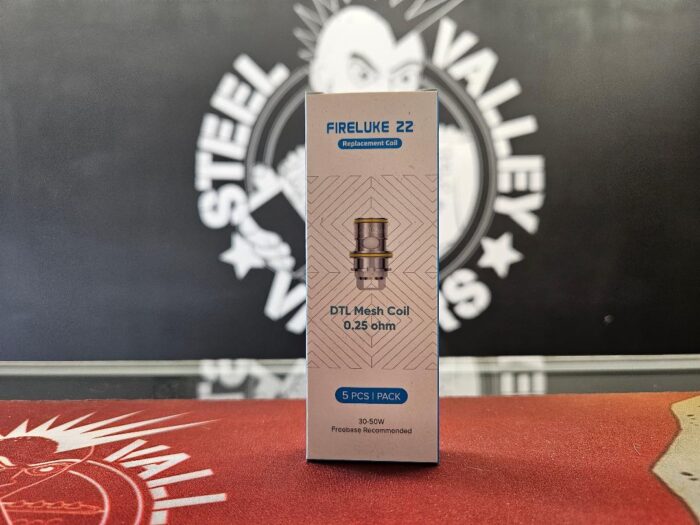 STEEL
VALLEY
FIRELUKE 22
Replacement Coil
DTL Mesh Coil
0.25 ohm
5 PCS | PACK
30-50W
Freebase Recommended
VALL